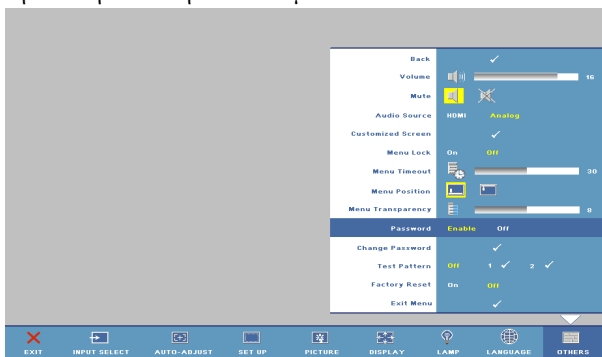 Back
Volume 16
Mute
Audio Source HDMI Analog
Customized Screen
Menu Lock On Off
Menu Timeout 30
Menu Position
Menu Transparency 0
Password Enable Off
Change Password
Test Pattern Off 1 2
Factory Reset On Off
Exit Menu
EXIT INPUT SELECT AUTO-ADJUST SET UP PICTURE DISPLAY LAMP LANGUAGE OTHERS